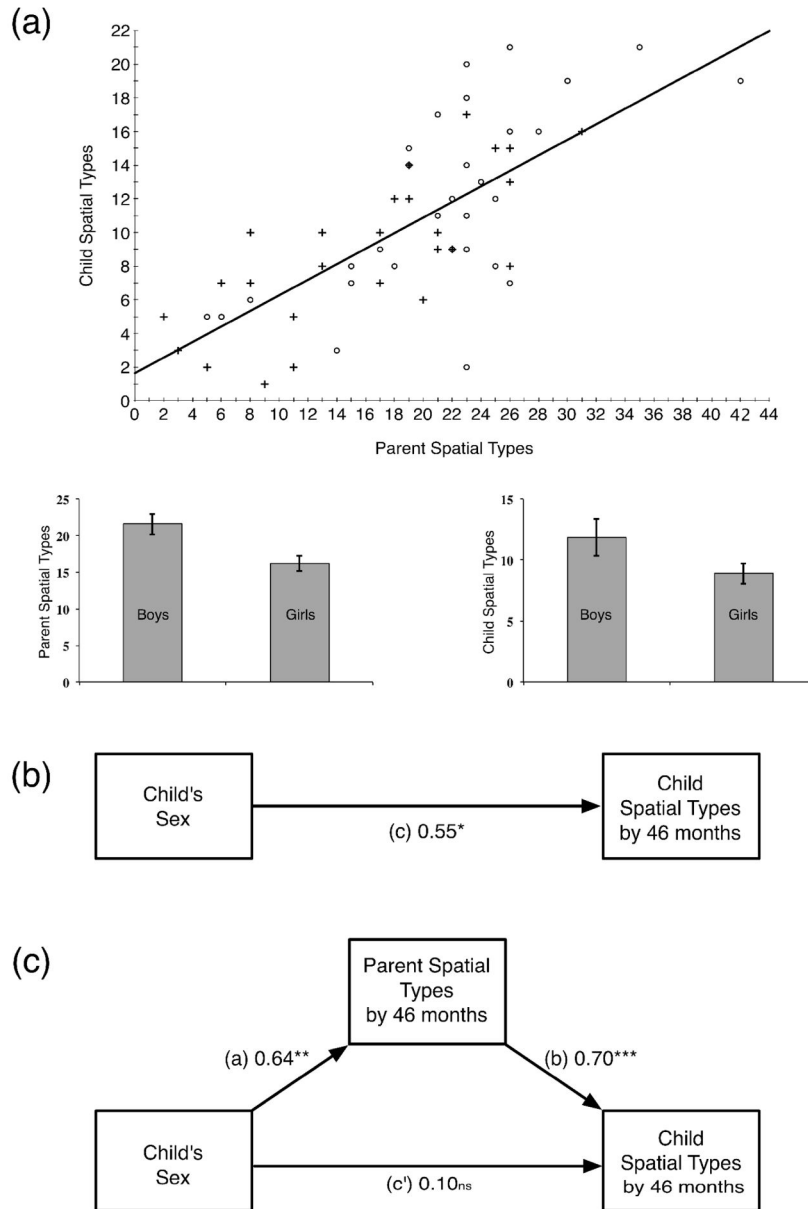 (a)
22
20
18
16
14
12
10
8
6
4
2
0
Child Spatial Types
0 2 4 6 8 10 12 14 16 18 20 22 24 26 28 30 32 34 36 38 40 42 44
Parent Spatial Types
25
20
15
10
5
0
Parent Spatial Types
Boys
Girls
15
10
5
0
Child Spatial Types
Boys
Girls
(b)
Child's
Sex
(c) 0.55*
Child
Spatial Types
by 46 months
(c)
Parent Spatial
Types
by 46 months
(a) 0.64**
(b) 0.70***
Child's
Sex
(c') 0.10ns
Child
Spatial Types
by 46 months